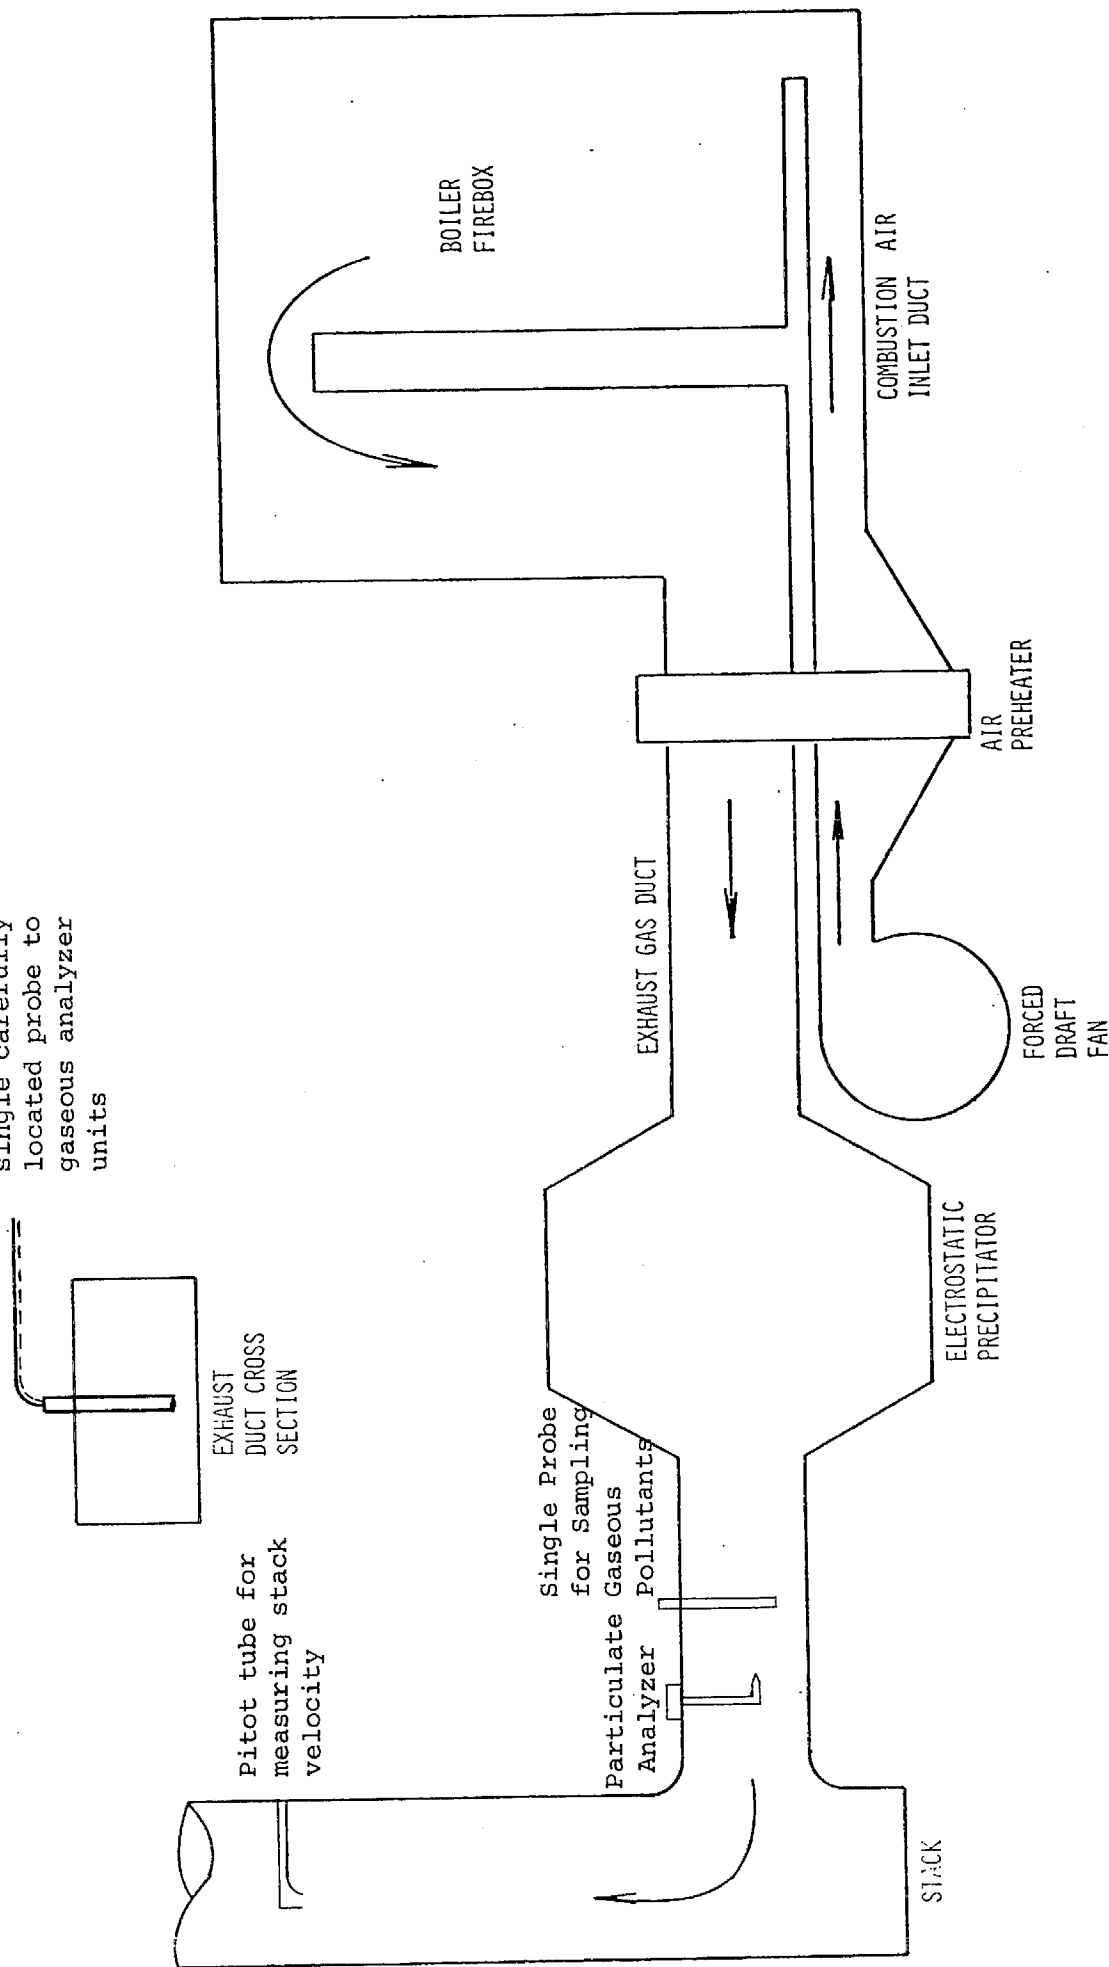 single carefully
located probe to
gaseous analyzer
units
EXHAUST
DUCT CROSS
SECTION
Pitot tube for
measuring stack
velocity
Single Probe
for Sampling
Gaseous
Pollutants
Particulate
Analyzer
STACK
ELECTROSTATIC
PRECIPITATOR
EXHAUST GAS DUCT
FORCED
DRAFT
FAN
AIR
PREHEATER
COMBUSTION AIR
INLET DUCT
BOILER
FIREBOX